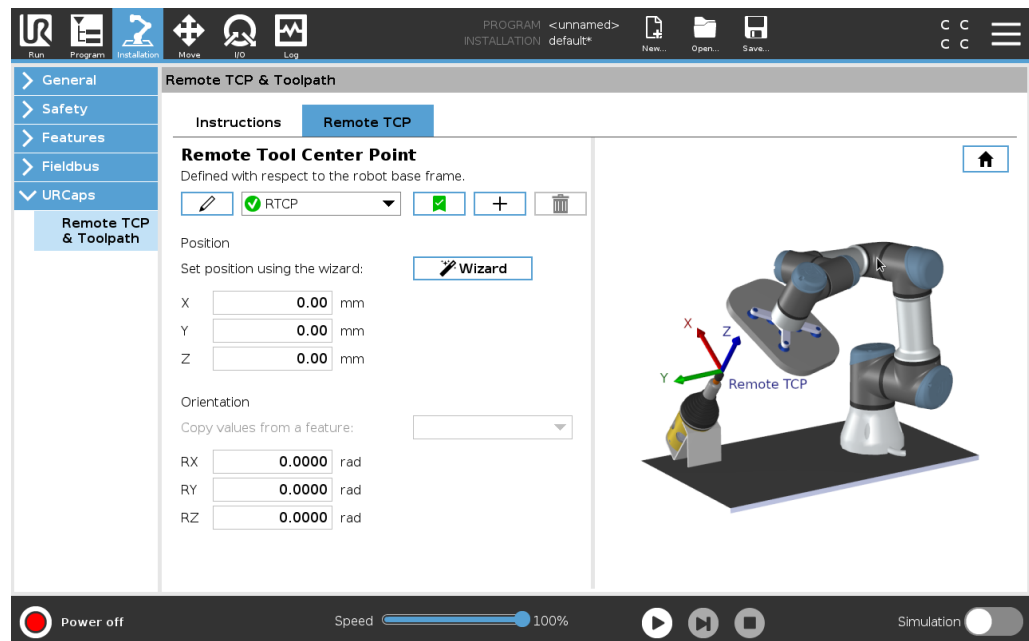 PROGRAM <unnamed>
INSTALLATION default*
C C
C C
Run Program Installation Move I/O Log New... Open... Save...
General
Safety
Features
Fieldbus
URCaps
Remote TCP
& Toolpath
Remote TCP & Toolpath
Instructions Remote TCP
Remote Tool Center Point
Defined with respect to the robot base frame.
RTCP
Position
Set position using the wizard: Wizard
X 0.00 mm
Y 0.00 mm
Z 0.00 mm
Orientation
Copy values from a feature:
RX 0.0000 rad
RY 0.0000 rad
RZ 0.0000 rad
X
Z
Y
Remote TCP
Power off Speed 100% Simulation